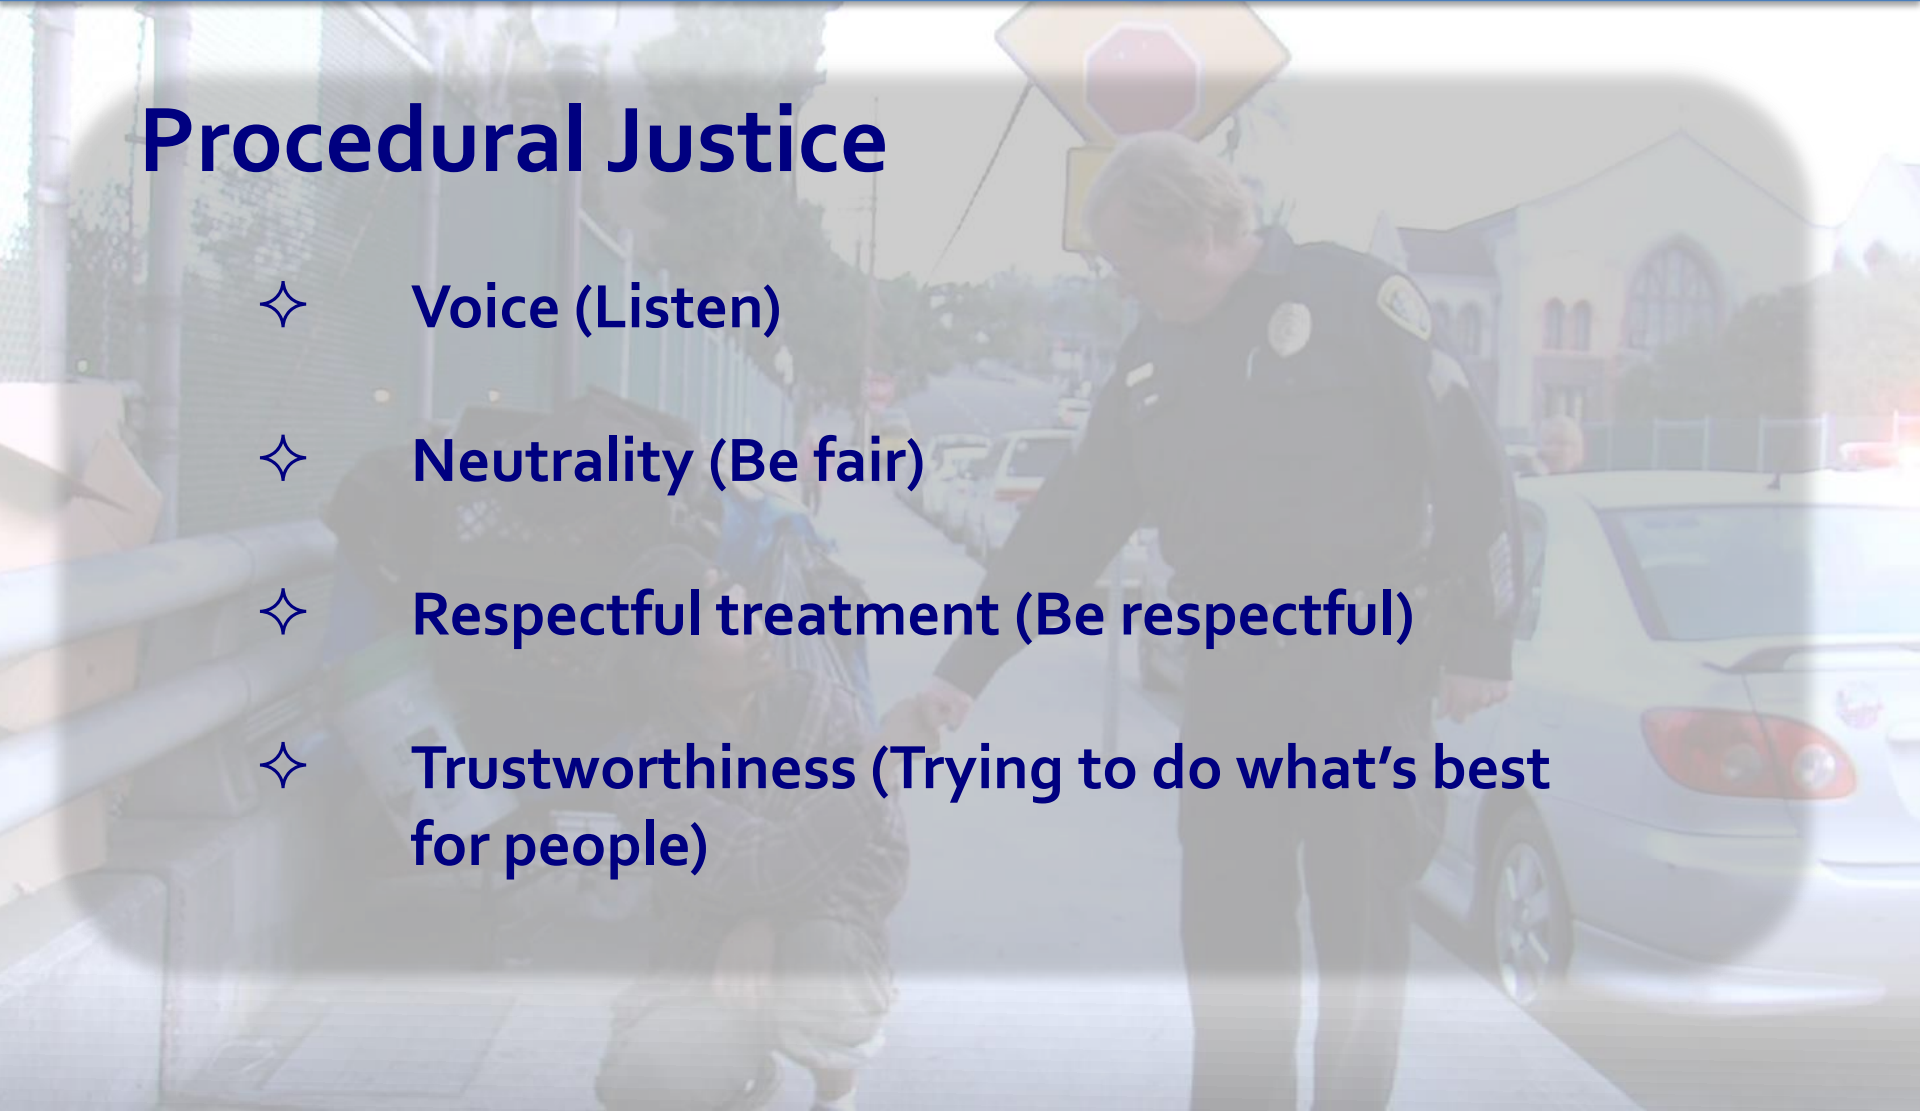 Procedural Justice
✧ Voice (Listen)
✧ Neutrality (Be fair)
✧ Respectful treatment (Be respectful)
✧ Trustworthiness (Trying to do what’s best
for people)